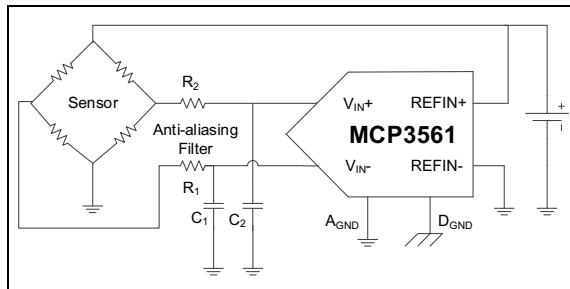 R2
Sensor
VIN+
REFIN+
+
Anti-aliasing
MCP3561
−
Filter
VIN-
REFIN-
R1
C1
C2
AGND
DGND